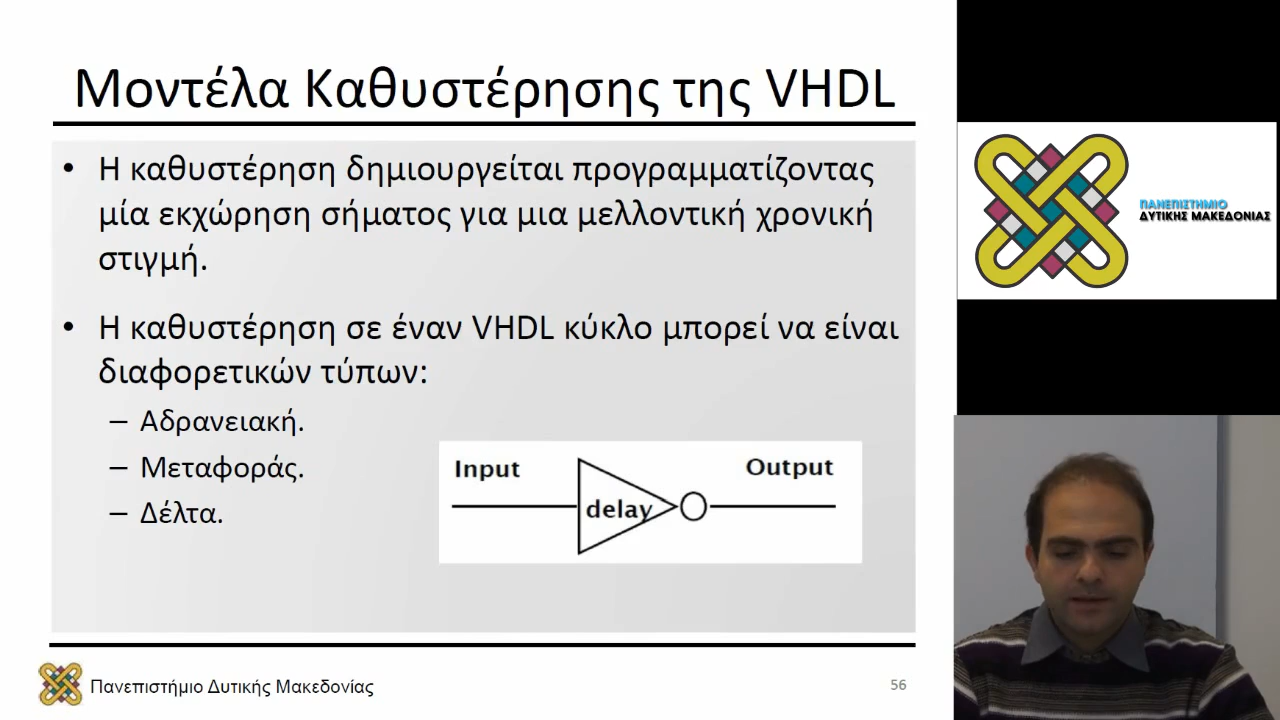 Μοντέλα Καθυστέρησης της VHDL
• Η καθυστέρηση δημιουργείται προγραμματίζοντας
μία εκχώρηση σήματος για μια μελλοντική χρονική
στιγμή.
• Η καθυστέρηση σε έναν VHDL κύκλο μπορεί να είναι
διαφορετικών τύπων:
– Αδρανειακή.
– Μεταφοράς.
– Δέλτα.
Input
delay
Output
Πανεπιστήμιο Δυτικής Μακεδονίας
56
ΠΑΝΕΠΙΣΤΗΜΙΟ
ΔΥΤΙΚΗΣ ΜΑΚΕΔΟΝΙΑΣ